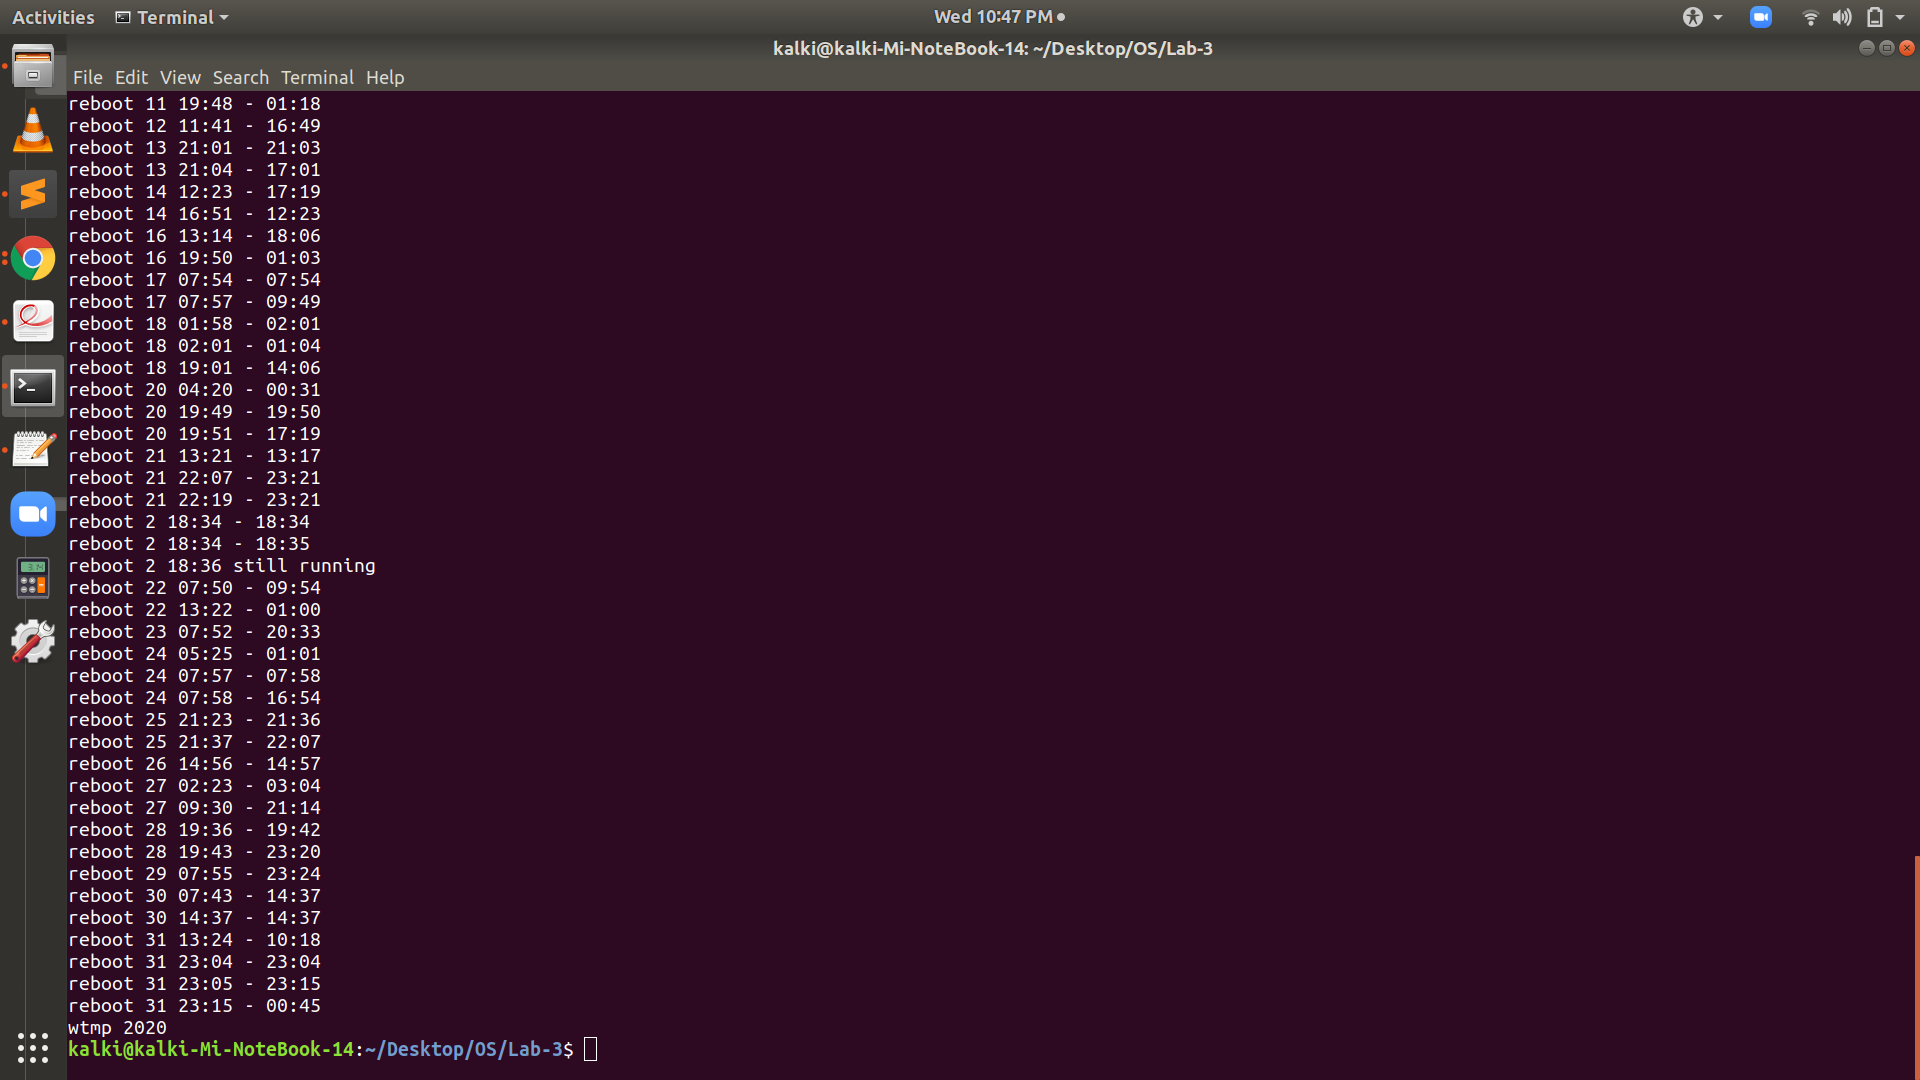 Activities Terminal Wed 10:47 PM
kalki@kalki-Mi-NoteBook-14: ~/Desktop/OS/Lab-3
File Edit View Search Terminal Help
reboot 11 19:48 - 01:18
reboot 12 11:41 - 16:49
reboot 13 21:01 - 21:03
reboot 13 21:04 - 17:01
reboot 14 12:23 - 17:19
reboot 14 16:51 - 12:23
reboot 16 13:14 - 18:06
reboot 16 19:50 - 01:03
reboot 17 07:54 - 07:54
reboot 17 07:57 - 09:49
reboot 18 01:58 - 02:01
reboot 18 02:01 - 01:04
reboot 18 19:01 - 14:06
reboot 20 04:20 - 00:31
reboot 20 19:49 - 19:50
reboot 20 19:51 - 17:19
reboot 21 13:21 - 13:17
reboot 21 22:07 - 23:21
reboot 21 22:19 - 23:21
reboot 2 18:34 - 18:34
reboot 2 18:34 - 18:35
reboot 2 18:36 still running
reboot 22 07:50 - 09:54
reboot 22 13:22 - 01:00
reboot 23 07:52 - 20:33
reboot 24 05:25 - 01:01
reboot 24 07:57 - 07:58
reboot 24 07:58 - 16:54
reboot 25 21:23 - 21:36
reboot 25 21:37 - 22:07
reboot 26 14:56 - 14:57
reboot 27 02:23 - 03:04
reboot 27 09:30 - 21:14
reboot 28 19:36 - 19:42
reboot 28 19:43 - 23:20
reboot 29 07:55 - 23:24
reboot 30 07:43 - 14:37
reboot 30 14:37 - 14:37
reboot 31 13:24 - 10:18
reboot 31 23:04 - 23:04
reboot 31 23:05 - 23:15
reboot 31 23:15 - 00:45
wtmp 2020
kalki@kalki-Mi-NoteBook-14:~/Desktop/OS/Lab-3$